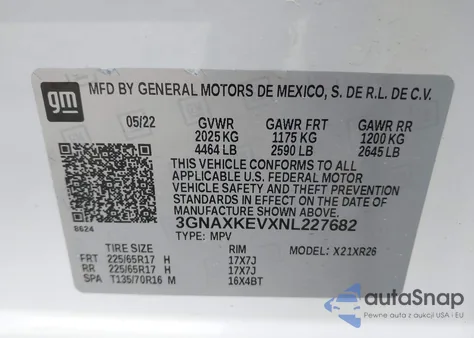 gm
MFD BY GENERAL MOTORS DE MEXICO, S. DE R.L. DE C.V.
05/22 GVWR GAWR FRT GAWR RR
2025 KG 1175 KG 1200 KG
4464 LB 2590 LB 2645 LB
THIS VEHICLE CONFORMS TO ALL
APPLICABLE U.S. FEDERAL MOTOR
VEHICLE SAFETY AND THEFT PREVENTION
STANDARDS IN EFFECT ON THE DATE OF
MANUFACTURE SHOWN ABOVE.
8624 3GNAXKEVXNL227682
TYPE: MPV MODEL: X21XR26
TIRE SIZE RIM
FRT 225/65R17 H 17X7J
RR 225/65R17 H 17X7J
SPA T135/70R16 M 16X4BT
autoSnap
Pewne auta z USA - EU